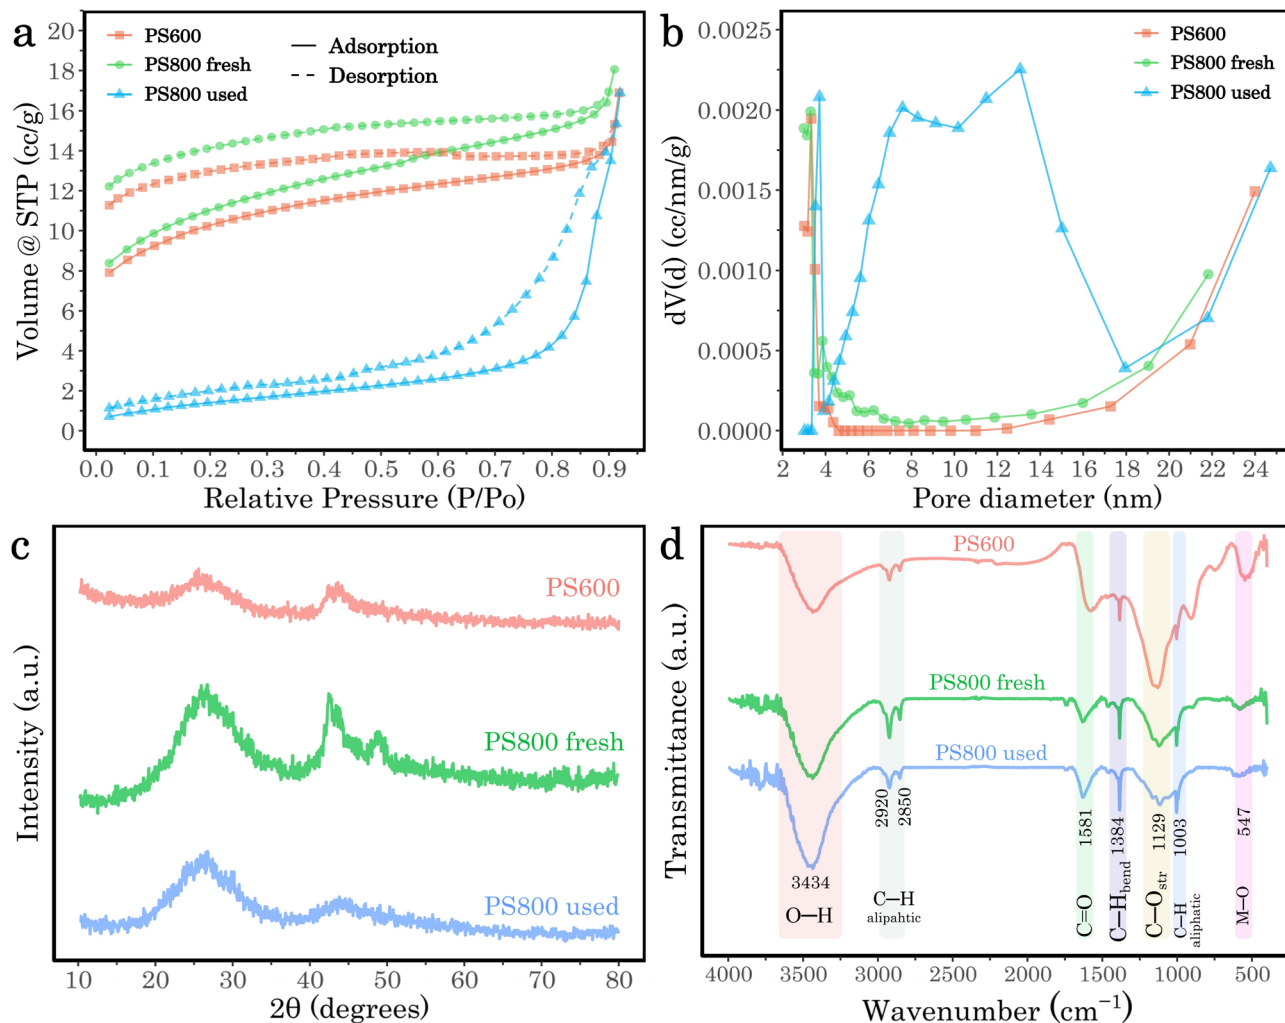 a
PS600
PS800 fresh
PS800 used
Adsorption
Desorption
Volume @ STP (cc/g)
20
18
16
14
12
10
8
6
4
2
0
0.0 0.1 0.2 0.3 0.4 0.5 0.6 0.7 0.8 0.9
Relative Pressure (P/Po)
b
PS600
PS800 fresh
PS800 used
dV(d) (cc/nm/g)
0.0025
0.0020
0.0015
0.0010
0.0005
0.0000
2 4 6 8 10 12 14 16 18 20 22 24
Pore diameter (nm)
c
PS600
PS800 fresh
PS800 used
Intensity (a.u.)
10 20 30 40 50 60 70 80
2θ (degrees)
d
PS600
PS800 fresh
PS800 used
Transmittance (a.u.)
3434
O─H
2920
2850
C─H
alipahtic
1581
C=O
1384
C─Hbend
1129
C─Ostr
1003
C─H
aliphatic
547
M─O
4000 3500 3000 2500 2000 1500 1000 500
Wavenumber (cm⁻¹)